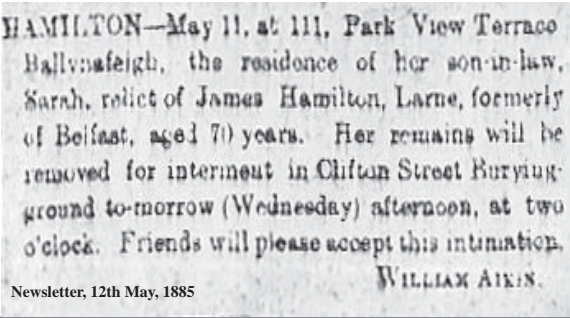 HAMILTON—May 11, at 111, Park View Terrace
Ballynafeigh, the residence of her son-in-law,
Sarah, relict of James Hamilton, Larne, formerly
of Belfast, aged 70 years. Her remains will be
removed for interment in Clifton Street Burying-
ground to-morrow (Wednesday) afternoon, at two
o'clock. Friends will please accept this intimation.
WILLIAM AIKIN.
Newsletter, 12th May, 1885